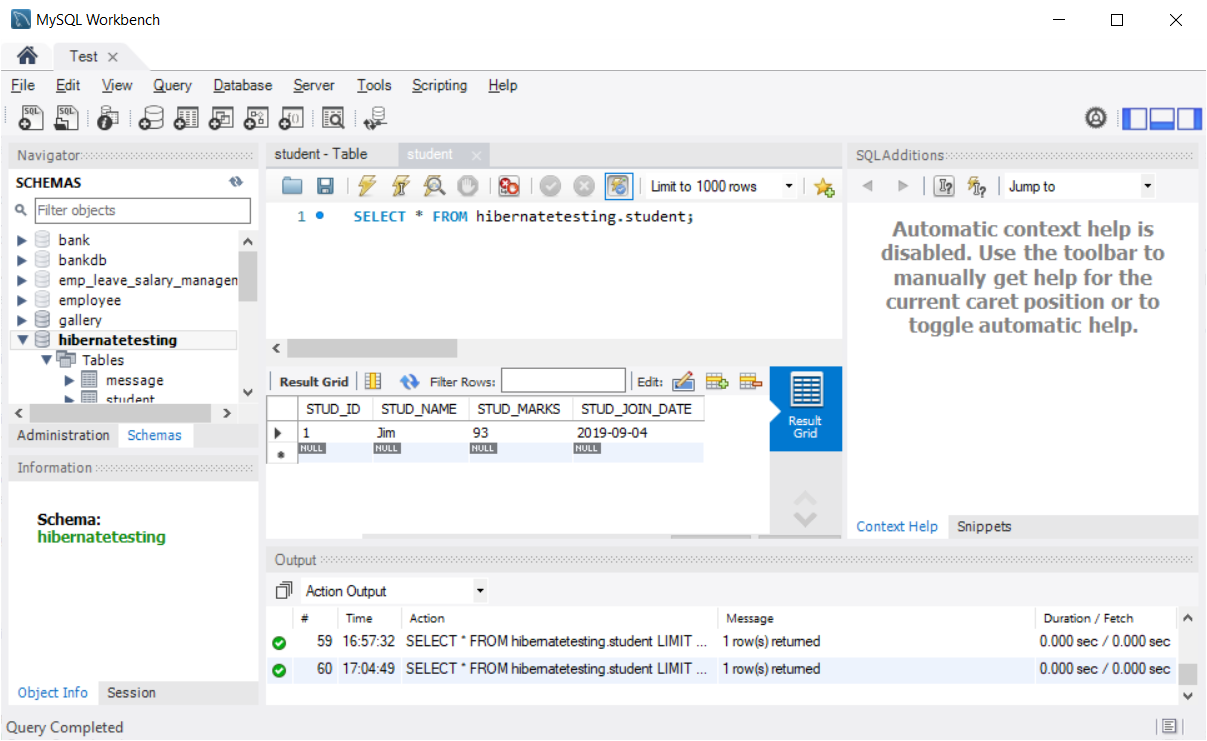 MySQL Workbench
Test
File Edit View Query Database Server Tools Scripting Help
SQL SQL
Navigator
SCHEMAS
Filter objects
bank
bankdb
emp_leave_salary_managen
employee
gallery
hibernatetesting
Tables
message
student
Administration Schemas
Information
Schema:
hibernatetesting
Object Info Session
student - Table student
Limit to 1000 rows
1 SELECT * FROM hibernatetesting.student;
Result Grid Filter Rows: Edit:
STUD_ID STUD_NAME STUD_MARKS STUD_JOIN_DATE
1 Jim 93 2019-09-04
NULL NULL NULL NULL
Result
Grid
SQLAdditions
Jump to
Automatic context help is
disabled. Use the toolbar to
manually get help for the
current caret position or to
toggle automatic help.
Context Help Snippets
Output
Action Output
# Time Action Message Duration / Fetch
59 16:57:32 SELECT * FROM hibernatetesting.student LIMIT ... 1 row(s) returned 0.000 sec / 0.000 sec
60 17:04:49 SELECT * FROM hibernatetesting.student LIMIT ... 1 row(s) returned 0.000 sec / 0.000 sec
Query Completed